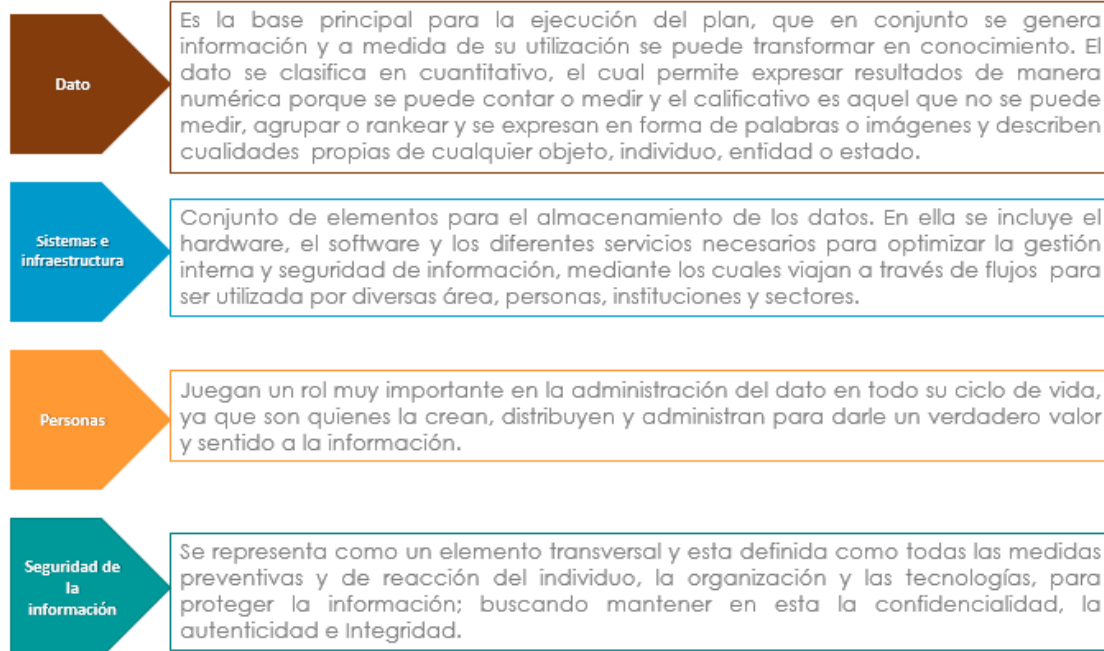 Dato
Es la base principal para la ejecución del plan, que en conjunto se genera
información y a medida de su utilización se puede transformar en conocimiento. El
dato se clasifica en cuantitativo, el cual permite expresar resultados de manera
numérica porque se puede contar o medir y el calificativo es aquel que no se puede
medir, agrupar o rankear y se expresan en forma de palabras o imágenes y describen
cualidades propias de cualquier objeto, individuo, entidad o estado.
Sistemas e
infraestructura
Conjunto de elementos para el almacenamiento de los datos. En ella se incluye el
hardware, el software y los diferentes servicios necesarios para optimizar la gestión
interna y seguridad de información, mediante los cuales viajan a través de flujos para
ser utilizada por diversas área, personas, instituciones y sectores.
Personas
Juegan un rol muy importante en la administración del dato en todo su ciclo de vida,
ya que son quienes la crean, distribuyen y administran para darle un verdadero valor
y sentido a la información.
Seguridad de
la
información
Se representa como un elemento transversal y esta definida como todas las medidas
preventivas y de reacción del individuo, la organización y las tecnologías, para
proteger la información; buscando mantener en esta la confidencialidad, la
autenticidad e Integridad.